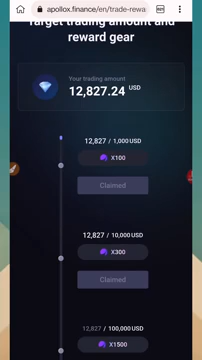 apollox.finance/en/trade-rewa
Target trading amount and
reward gear
Your trading amount
12,827.24 USD
12,827 / 1,000 USD
X100
Claimed
12,827 / 10,000 USD
X300
Claimed
12,827 / 100,000 USD
X1500